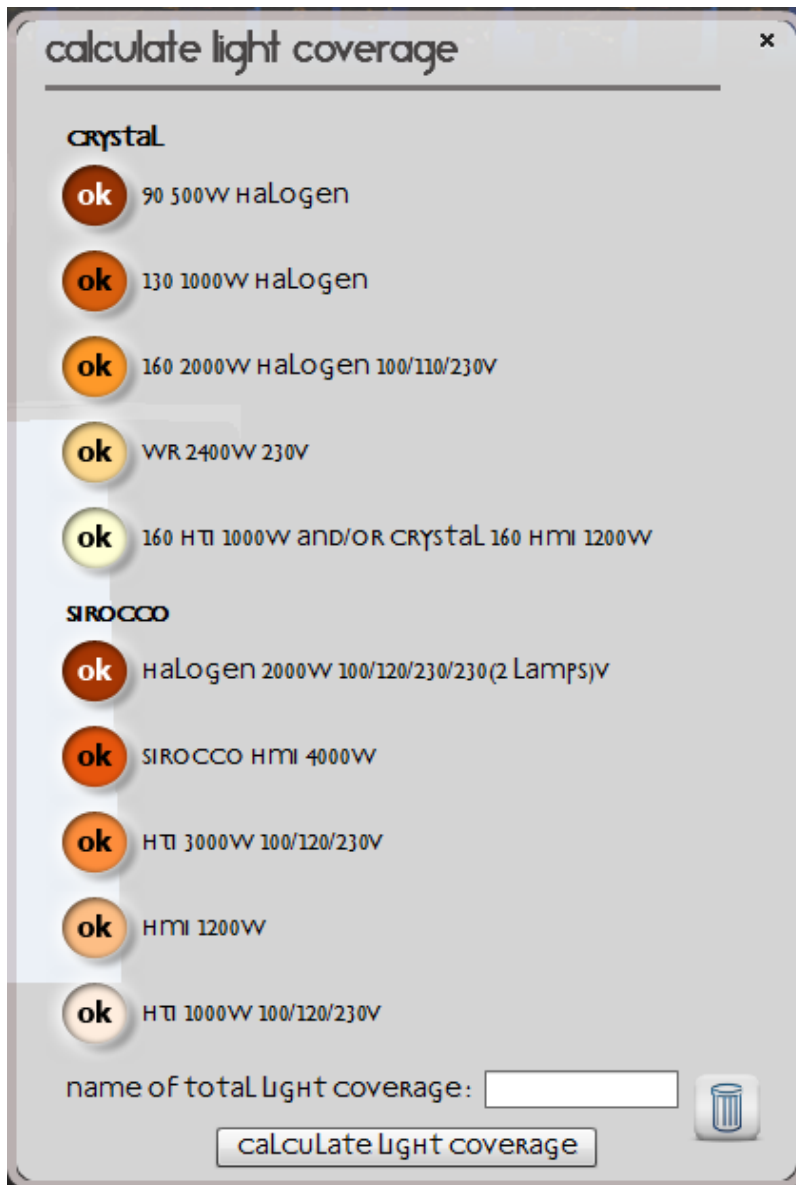 calculate light coverage
x
CRYSTAL
ok 90 500W HALOGEN
ok 130 1000W HALOGEN
ok 160 2000W HALOGEN 100/110/230V
ok WR 2400W 230V
ok 160 HTI 1000W AND/OR CRYSTAL 160 HMI 1200W
SIROCCO
ok HALOGEN 2000W 100/120/230/230(2 LAMPS)V
ok SIROCCO HMI 4000W
ok HTI 3000W 100/120/230V
ok HMI 1200W
ok HTI 1000W 100/120/230V
name of total light coverage:
calculate light coverage